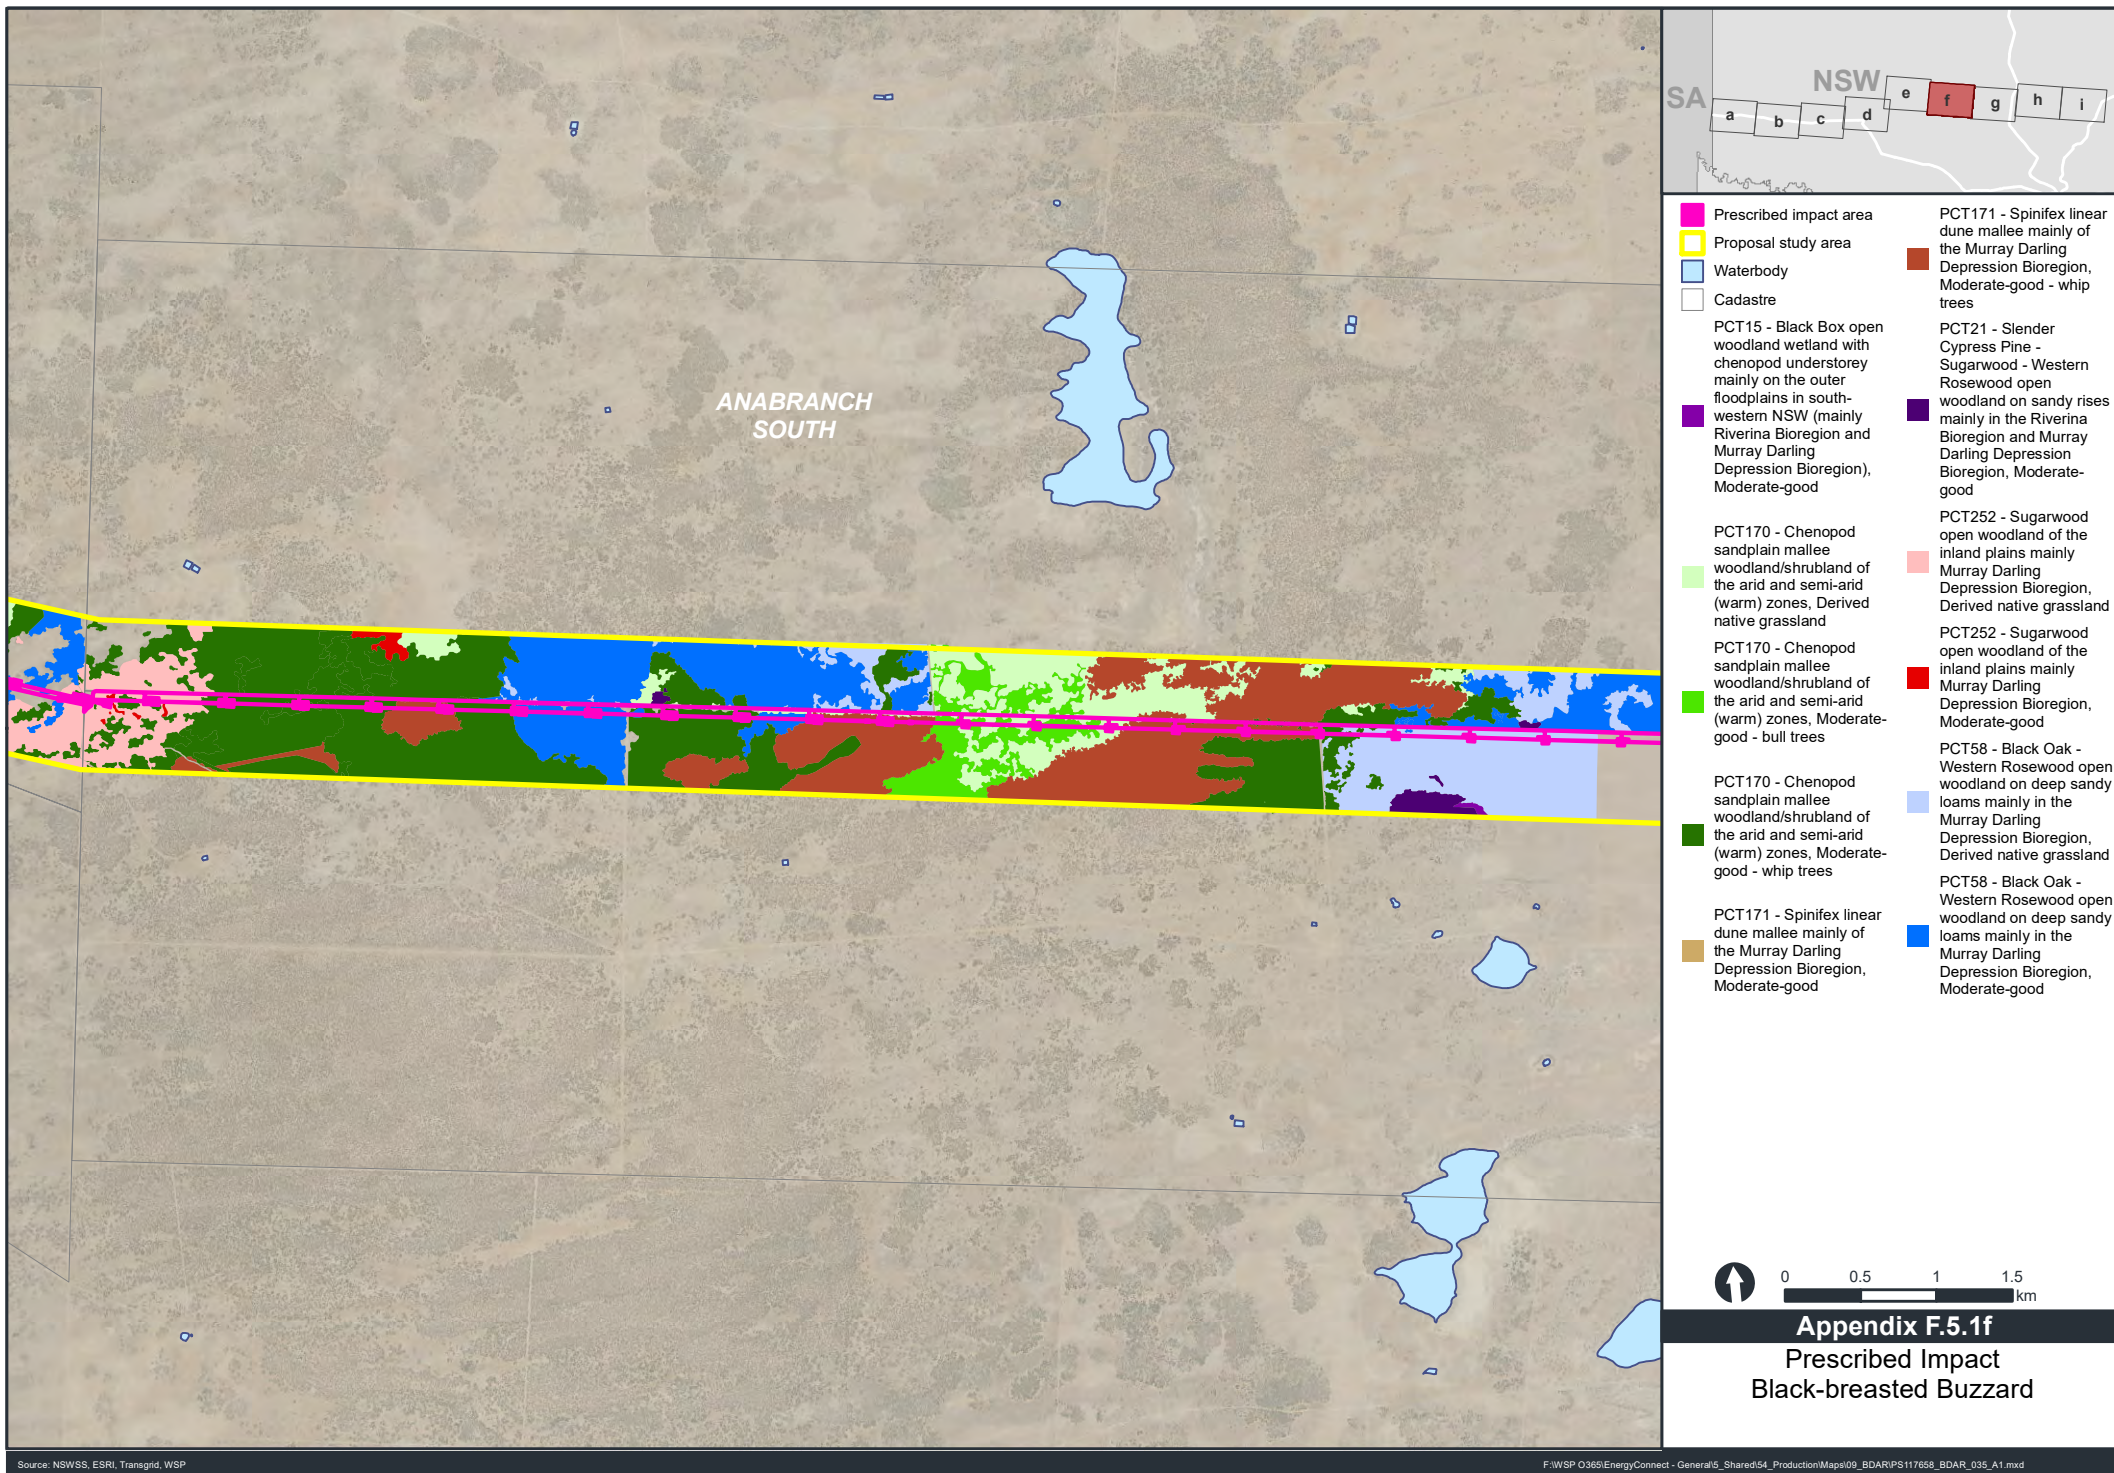 ANABRANCH
SOUTH
SA
NSW
a
b
c
d
e
f
g
h
i
Prescribed impact area
Proposal study area
Waterbody
Cadastre
PCT15 - Black Box open
woodland wetland with
chenopod understorey
mainly on the outer
floodplains in south-
western NSW (mainly
Riverina Bioregion and
Murray Darling
Depression Bioregion),
Moderate-good
PCT170 - Chenopod
sandplain mallee
woodland/shrubland of
the arid and semi-arid
(warm) zones, Derived
native grassland
PCT170 - Chenopod
sandplain mallee
woodland/shrubland of
the arid and semi-arid
(warm) zones, Moderate-
good - bull trees
PCT170 - Chenopod
sandplain mallee
woodland/shrubland of
the arid and semi-arid
(warm) zones, Moderate-
good - whip trees
PCT171 - Spinifex linear
dune mallee mainly of
the Murray Darling
Depression Bioregion,
Moderate-good
PCT171 - Spinifex linear
dune mallee mainly of
the Murray Darling
Depression Bioregion,
Moderate-good - whip
trees
PCT21 - Slender
Cypress Pine -
Sugarwood - Western
Rosewood open
woodland on sandy rises
mainly in the Riverina
Bioregion and Murray
Darling Depression
Bioregion, Moderate-
good
PCT252 - Sugarwood
open woodland of the
inland plains mainly
Murray Darling
Depression Bioregion,
Derived native grassland
PCT252 - Sugarwood
open woodland of the
inland plains mainly
Murray Darling
Depression Bioregion,
Moderate-good
PCT58 - Black Oak -
Western Rosewood open
woodland on deep sandy
loams mainly in the
Murray Darling
Depression Bioregion,
Derived native grassland
PCT58 - Black Oak -
Western Rosewood open
woodland on deep sandy
loams mainly in the
Murray Darling
Depression Bioregion,
Moderate-good
0 0.5 1 1.5
km
Appendix F.5.1f
Prescribed Impact
Black-breasted Buzzard
Source: NSWSS, ESRI, Transgrid, WSP
F:\WSP O365\EnergyConnect - General\5_Shared\54_Production\Maps\09_BDAR\PS117658_BDAR_035_A1.mxd